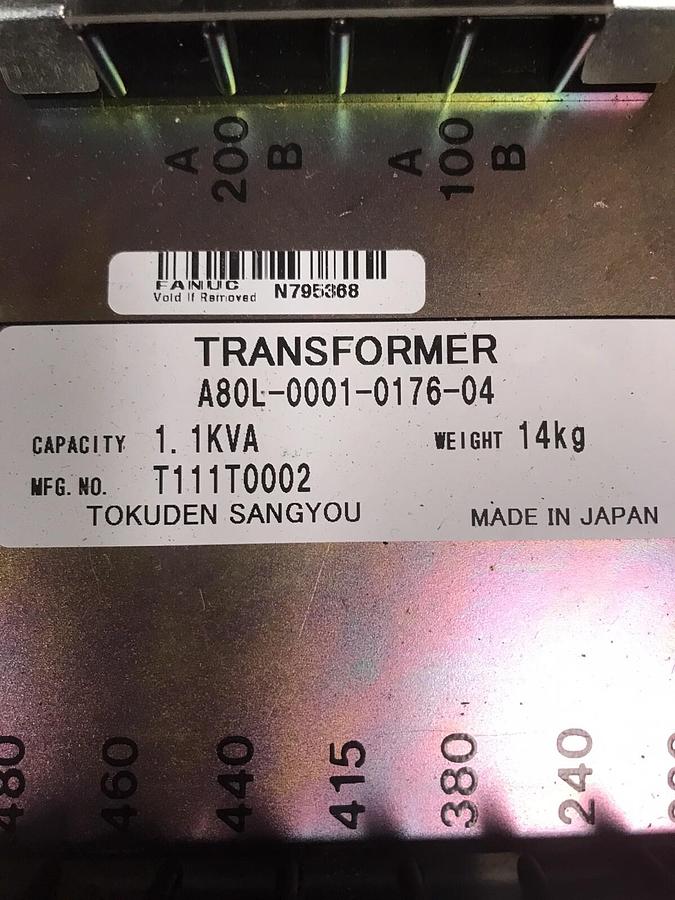 A 200 B A 100 B
FANUC
Void If Removed N795368
TRANSFORMER
A80L-0001-0176-04
CAPACITY 1.1KVA WEIGHT 14kg
MFG.NO. T111T0002
TOKUDEN SANGYOU MADE IN JAPAN
480 460 440 415 380 240